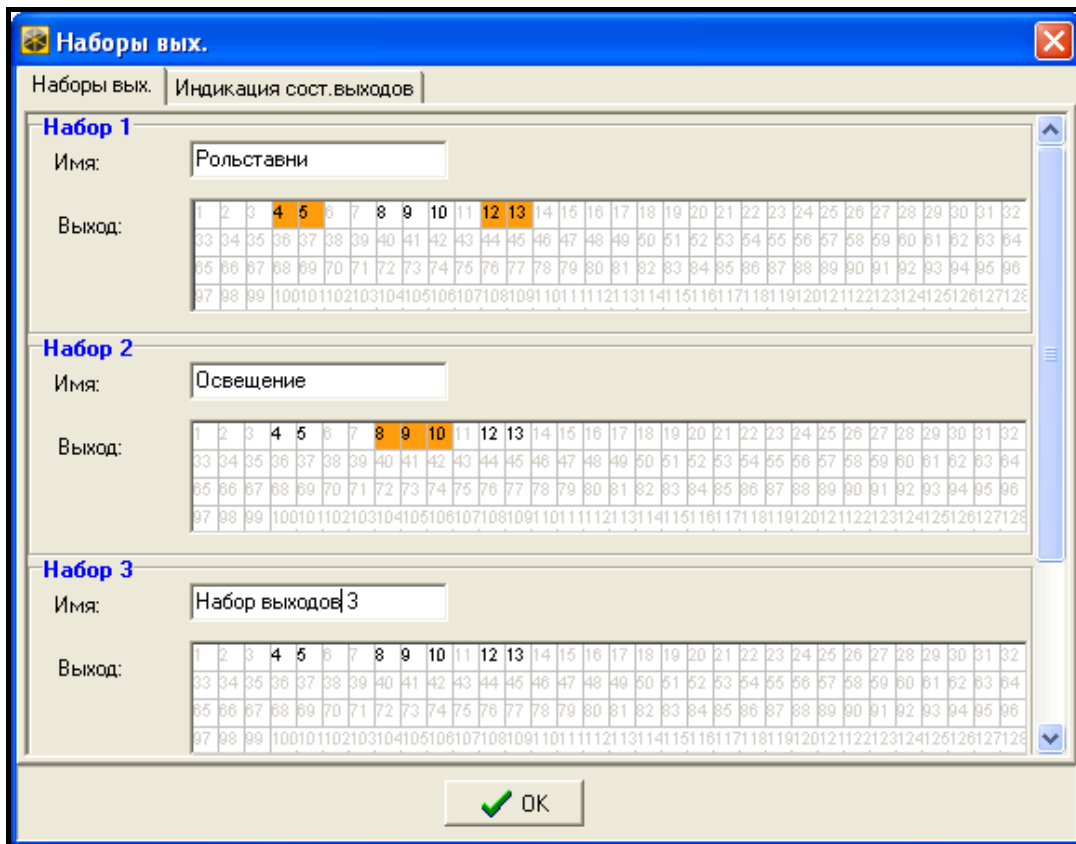 Наборы вых.
Наборы вых. Индикация сост.выходов
Набор 1
Имя: Рольставни
Выход:
1 2 3 4 5 6 7 8 9 10 11 12 13 14 15 16 17 18 19 20 21 22 23 24 25 26 27 28 29 30 31 32
33 34 35 36 37 38 39 40 41 42 43 44 45 46 47 48 49 50 51 52 53 54 55 56 57 58 59 60 61 62 63 64
65 66 67 68 69 70 71 72 73 74 75 76 77 78 79 80 81 82 83 84 85 86 87 88 89 90 91 92 93 94 95 96
97 98 99 100101102103104105106107108109110111112113114115116117118119120121122123124125126127128
Набор 2
Имя: Освещение
Выход:
1 2 3 4 5 6 7 8 9 10 11 12 13 14 15 16 17 18 19 20 21 22 23 24 25 26 27 28 29 30 31 32
33 34 35 36 37 38 39 40 41 42 43 44 45 46 47 48 49 50 51 52 53 54 55 56 57 58 59 60 61 62 63 64
65 66 67 68 69 70 71 72 73 74 75 76 77 78 79 80 81 82 83 84 85 86 87 88 89 90 91 92 93 94 95 96
97 98 99 100101102103104105106107108109110111112113114115116117118119120121122123124125126127128
Набор 3
Имя: Набор выходов 3
Выход:
1 2 3 4 5 6 7 8 9 10 11 12 13 14 15 16 17 18 19 20 21 22 23 24 25 26 27 28 29 30 31 32
33 34 35 36 37 38 39 40 41 42 43 44 45 46 47 48 49 50 51 52 53 54 55 56 57 58 59 60 61 62 63 64
65 66 67 68 69 70 71 72 73 74 75 76 77 78 79 80 81 82 83 84 85 86 87 88 89 90 91 92 93 94 95 96
97 98 99 100101102103104105106107108109110111112113114115116117118119120121122123124125126127128
OK